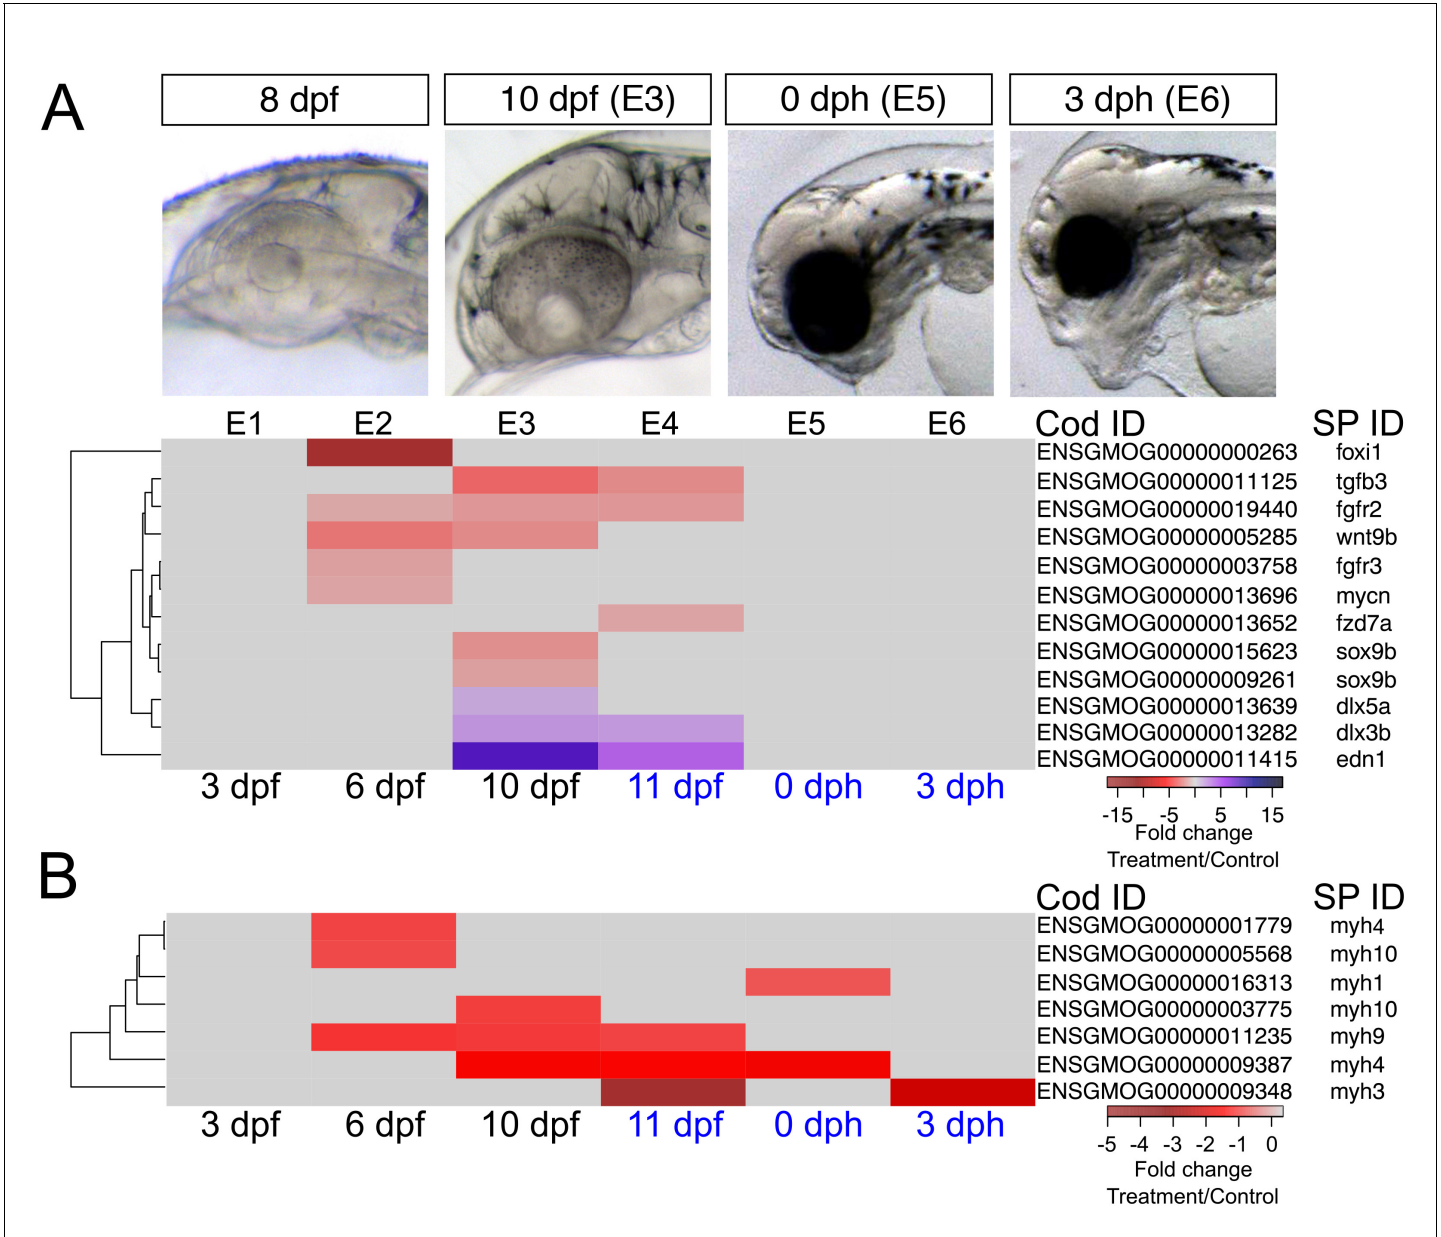 A
8 dpf
10 dpf (E3)
0 dph (E5)
3 dph (E6)
E1 E2 E3 E4 E5 E6 Cod ID SP ID
ENSGMOG00000000263 foxi1
ENSGMOG00000011125 tgfb3
ENSGMOG00000019440 fgfr2
ENSGMOG00000005285 wnt9b
ENSGMOG00000003758 fgfr3
ENSGMOG00000013696 mycn
ENSGMOG00000013652 fzd7a
ENSGMOG00000015623 sox9b
ENSGMOG00000009261 sox9b
ENSGMOG00000013639 dlx5a
ENSGMOG00000013282 dlx3b
ENSGMOG00000011415 edn1
3 dpf 6 dpf 10 dpf 11 dpf 0 dph 3 dph
-15 -5 5 15
Fold change
Treatment/Control
B
Cod ID SP ID
ENSGMOG00000001779 myh4
ENSGMOG00000005568 myh10
ENSGMOG00000016313 myh1
ENSGMOG00000003775 myh10
ENSGMOG00000011235 myh9
ENSGMOG00000009387 myh4
ENSGMOG00000009348 myh3
3 dpf 6 dpf 10 dpf 11 dpf 0 dph 3 dph
-5 -4 -3 -2 -1 0
Fold change
Treatment/Control